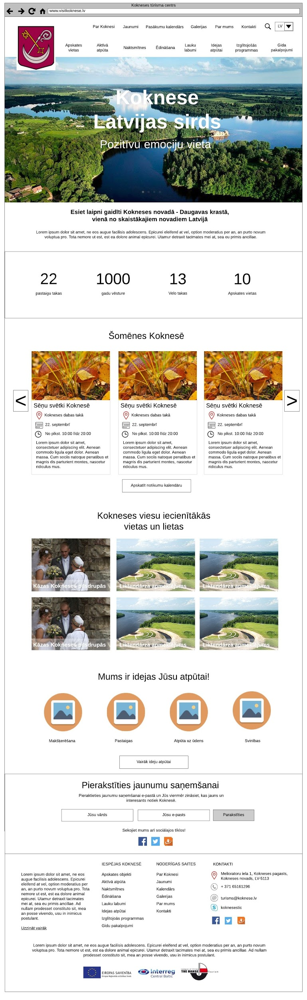 Kokneses tūrisma centrs
www.visitkoknese.lv
Par Koknesi Jaunumi Pasākumu kalendārs Galerijas Par mums Kontakti LV
Apskates vietas Aktīvā atpūta Naktsmītnes Ēdināšana Lauku labumi Idejas atpūtai Izglītojošās programmas Gida pakalpojumi
Koknese
Latvijas sirds
Pozitīvu emociju vieta
Esiet laipni gaidīti Kokneses novadā - Daugavas krastā,
vienā no skaistākajiem novadiem Latvijā
Lorem ipsum dolor sit amet, ne eos augue facilisis adolescens. Epicurei eleifend at vel, option moderatius per an, an purto novum
voluptua pro. Tota nemore ut est, est ea dolore animal epicurei. Utamur detraxit tacimates mei at, sea eu primis ancillae.
22 1000 13 10
pastaigu takas gadu vēsture Velo takas Apskates vietas
Šomēnes Koknesē
<
>
Sēņu svētki Koknesē
Kokneses dabas takā
22. septembrī
No plkst. 10:00 līdz 20:00
Lorem ipsum dolor sit amet,
consectetuer adipiscing elit. Aenean
commodo ligula eget dolor. Aenean
massa. Cum sociis natoque penatibus et
magnis dis parturient montes, nascetur
ridiculus mus.
Sēņu svētki Koknesē
Kokneses dabas takā
22. septembrī
No plkst. 10:00 līdz 20:00
Lorem ipsum dolor sit amet,
consectetuer adipiscing elit. Aenean
commodo ligula eget dolor. Aenean
massa. Cum sociis natoque penatibus et
magnis dis parturient montes, nascetur
ridiculus mus.
Sēņu svētki Koknesē
Kokneses dabas takā
22. septembrī
No plkst. 10:00 līdz 20:00
Lorem ipsum dolor sit amet,
consectetuer adipiscing elit. Aenean
commodo ligula eget dolor. Aenean
massa. Cum sociis natoque penatibus et
magnis dis parturient montes, nascetur
ridiculus mus.
Apskatīt notikumu kalendāru
Kokneses viesu iecienītākās
vietas un lietas
Kāzas Kokneses pilsdrupās Liktendārza apmeklējums Liktendārza apmeklējums
Kāzas Kokneses pilsdrupās Liktendārza apmeklējums Liktendārza apmeklējums
Mums ir idejas Jūsu atpūtai!
Makšķerēšana Pastaigas Atpūta uz ūdens Svinības
Vairāk ideju atpūtai
Pierakstīties jaunumu saņemšanai
Pieraktieties jaunumu saņemšanai e-pastā un Jūs vienmēr zināsiet, kas jauns un
interesants notiek Koknesē.
Jūsu vārds Jūsu e-pasts Parakstīties
Sekojiet mums arī sociālajos tīklos!
Lorem ipsum dolor sit amet, ne eos
augue facilisis adolescens. Epicurei
eleifend at vel, option moderatius per
an, an purto novum voluptua pro. Tota
nemore ut est, est ea dolore animal
epicurei. Utamur detraxit tacimates
mei at, sea eu primis ancillae. Ad
nullam prodesset constituto sit, mea
an posse vivendo, usu in inimicus
postulant.
Uzzināt vairāk
IESPĒJAS KOKNESĒ
Apskates objekti
Aktīvā atpūta
Naktsmītnes
Ēdināšana
Lauku labumi
Idejas atpūtai
Izglītojoās programmas
Gidu pakalpojumi
NODERĪGAS SAITES
Par Koknesi
Jaunumi
Kalendārs
Galerijas
Par mums
Kontakti
KONTAKTI
Melioratoru iela 1, Kokneses pagasts,
Kokneses novads, LV-5113
+ 371 65161296
turisms@koknese.lv
koknesestic
Lorem ipsum dolor sit amet, ne eos augue facilisis adolescens. Epicurei eleifend at vel, option moderatius per an, an purto novum
voluptua pro. Tota nemore ut est, est ea dolore animal epicurei. Utamur detraxit tacimates mei at, sea eu primis ancillae. Ad nullam
prodesset constituto sit, mea an posse vivendo, usu in inimicus postulant.
EIROPAS SAVIENĪBA
Eiropas Reģionālās attīstības fonds
Interreg
Central Baltic
League of Cities
THE HANSE
Tourism